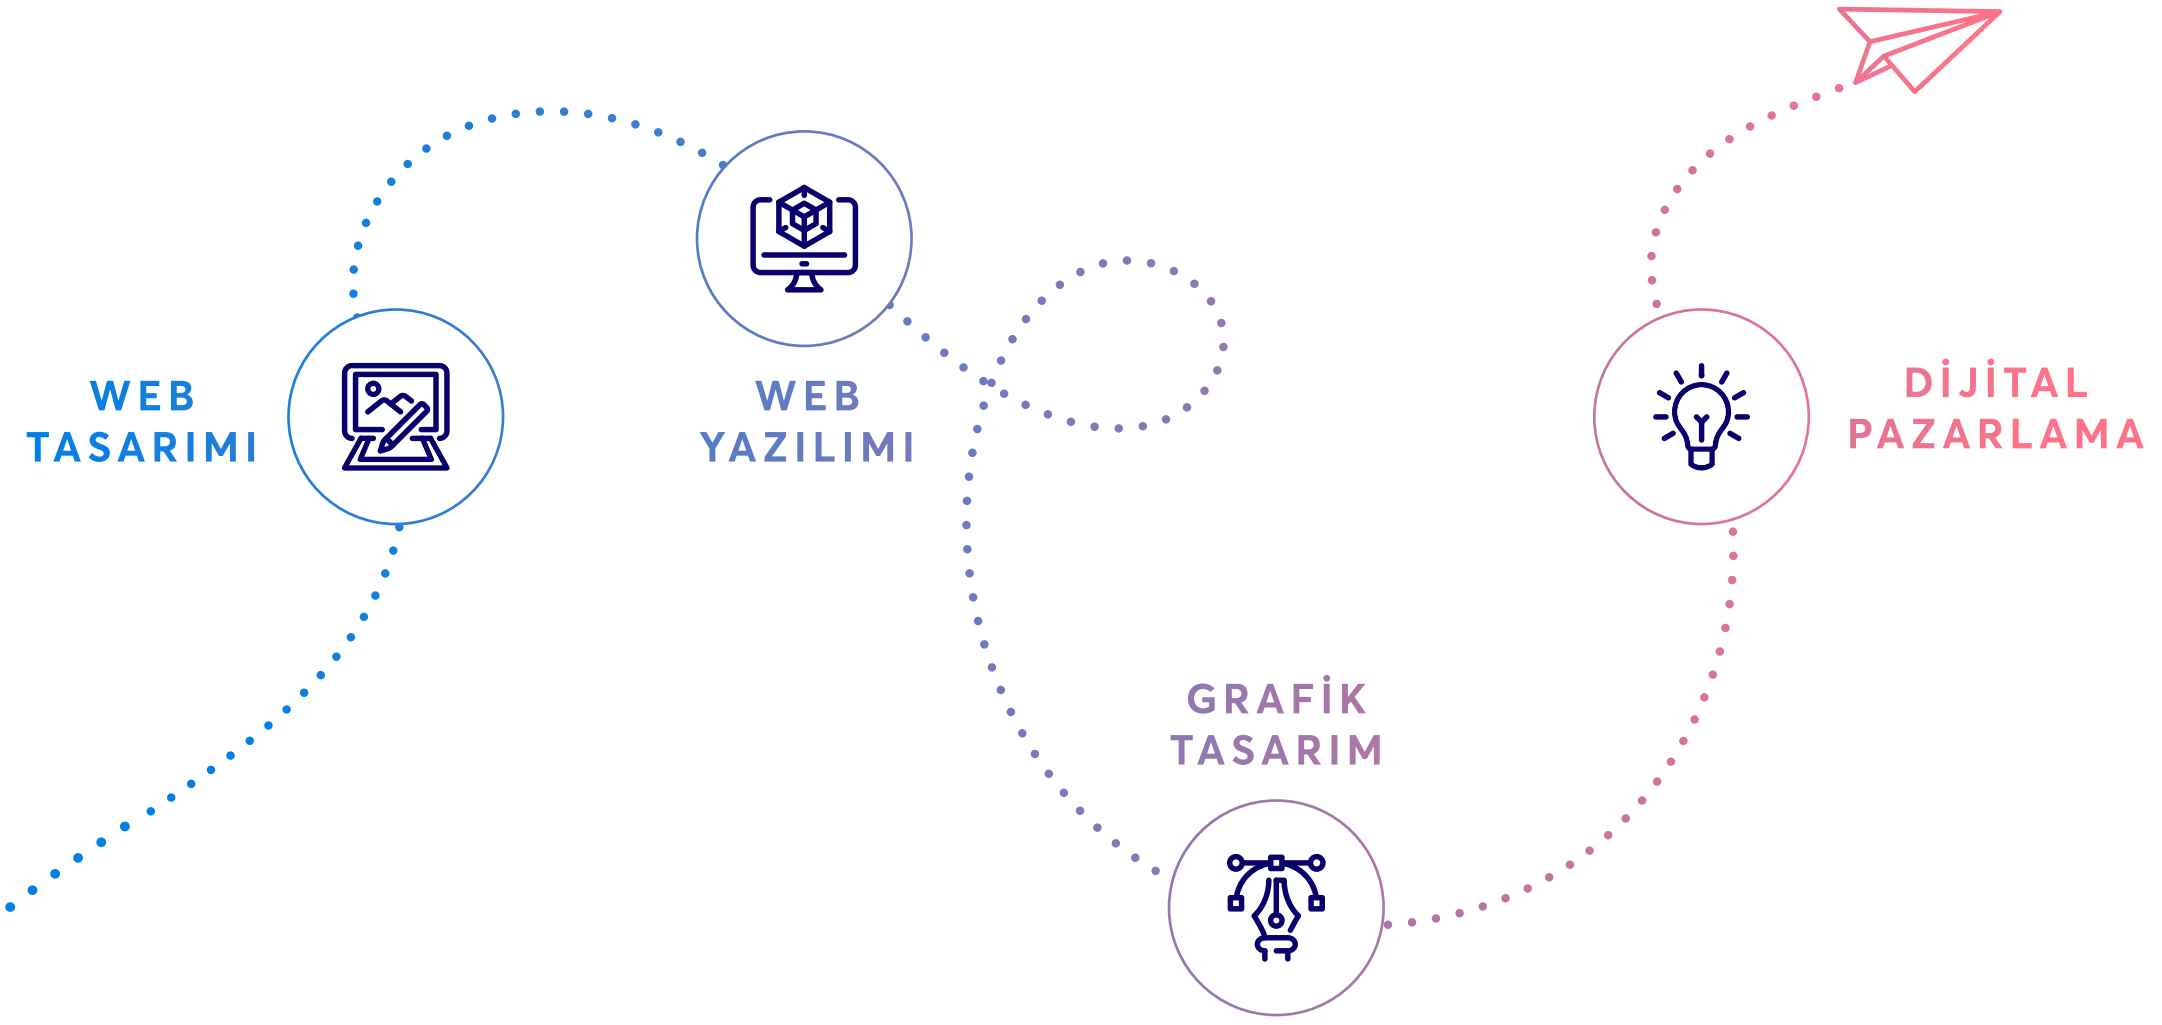 WEB
TASARIMI
WEB
YAZILIMI
GRAFİK
TASARIM
DİJİTAL
PAZARLAMA